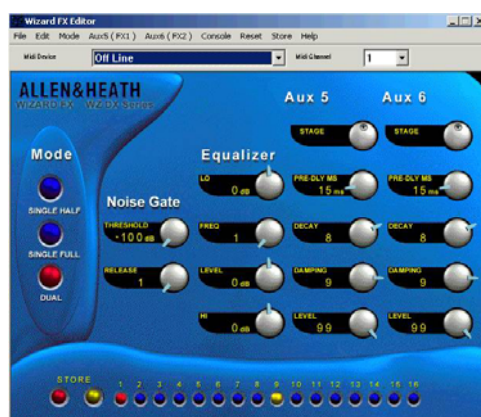 Wizard FX Editor
File Edit Mode Aux5 ( FX1 ) Aux6 ( FX2 ) Console Reset Store Help
Midi Device Off Line Midi Channel 1
ALLEN&HEATH
WIZARD FX WZ DX Series
Aux 5 Aux 6
STAGE STAGE
Mode Equalizer
LO 0 dB PRE-DLY MS 15 ms PRE-DLY MS 15 ms
SINGLE HALF
Noise Gate
THRESHOLD -100 dB FREQ 1 DECAY 8 DECAY 8
SINGLE FULL
RELEASE 1 LEVEL 0 dB DAMPING 9 DAMPING 9
DUAL
HI 0 dB LEVEL 99 LEVEL 99
STORE 1 2 3 4 5 6 7 8 9 10 11 12 13 14 15 16